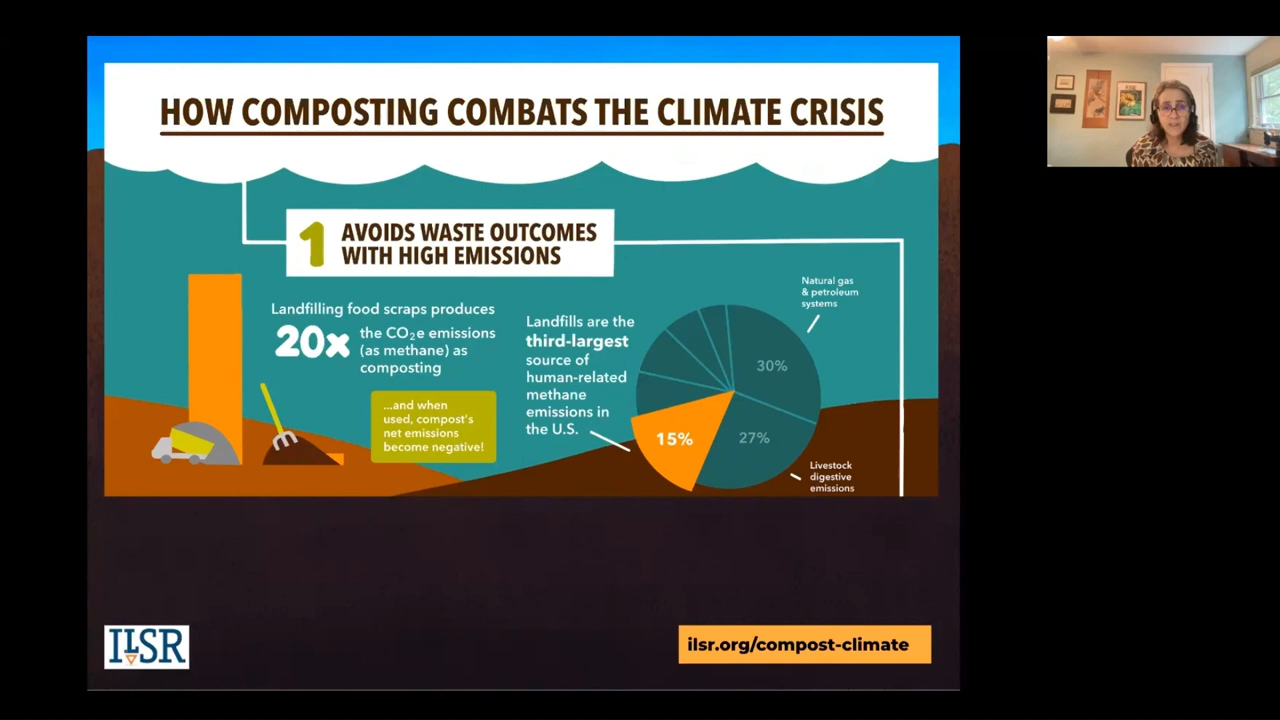 HOW COMPOSTING COMBATS THE CLIMATE CRISIS
1
AVOIDS WASTE OUTCOMES
WITH HIGH EMISSIONS
Landfilling food scraps produces
20x
the CO₂e emissions
(as methane) as
composting
...and when
used, compost's
net emissions
become negative!
Landfills are the
third-largest
source of
human-related
methane
emissions in
the U.S.
Natural gas
& petroleum
systems
30%
27%
15%
Livestock
digestive
emissions
ILSR
ilsr.org/compost-climate